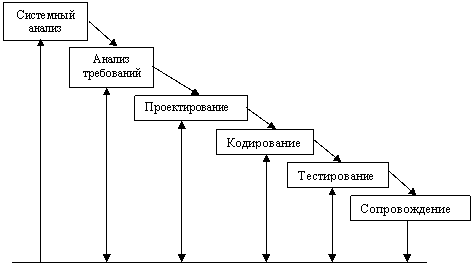 Системный
анализ
Анализ
требований
Проектирование
Кодирование
Тестирование
Сопровождение